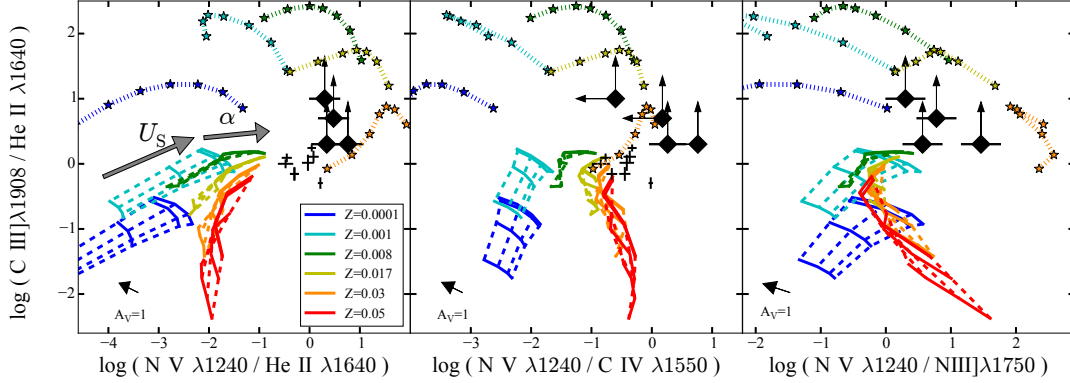 log ( C III]λ1908 / He II λ1640 )
2
1
0
−1
−2
U_S
α
A_V=1
Z=0.0001
Z=0.001
Z=0.008
Z=0.017
Z=0.03
Z=0.05
A_V=1
A_V=1
−4 −3 −2 −1 0 1
−4 −3 −2 −1 0 1
−2 −1 0 1 2
log ( N V λ1240 / He II λ1640 )
log ( N V λ1240 / C IV λ1550 )
log ( N V λ1240 / NIII]λ1750 )